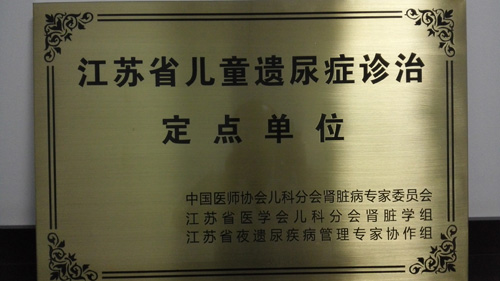 江苏省儿童遗尿症诊治
定点单位
中国医师协会儿科分会肾脏病专家委员会
江苏省医学会儿科分会肾脏学组
江苏省夜遗尿疾病管理专家协作组